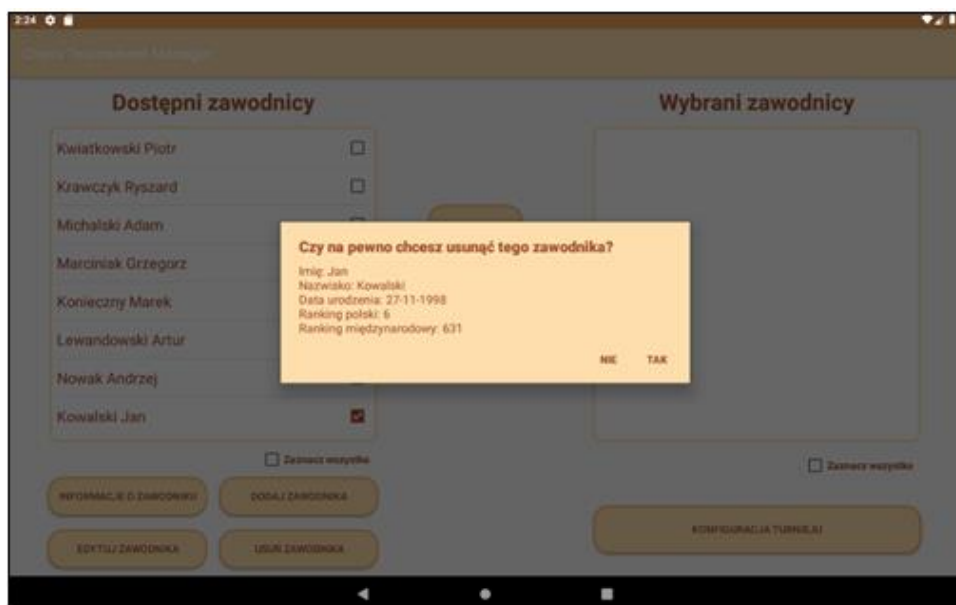 2:24
Dostępni zawodnicy
Wybrani zawodnicy
Kwiatkowski Piotr
Krawczyk Ryszard
Michalski Adam
Marciniak Grzegorz
Konieczny Marek
Lewandowski Artur
Nowak Andrzej
Kowalski Jan
Czy na pewno chcesz usunąć tego zawodnika?
Imię: Jan
Nazwisko: Kowalski
Data urodzenia: 27-11-1998
Ranking polski: 6
Ranking międzynarodowy: 631
NIE TAK
Zaznacz wszystko
Zaznacz wszystko
INFORMACJE O ZAWODNIKU
DODAJ ZAWODNIKA
EDYTUJ ZAWODNIKA
USUŃ ZAWODNIKA
KONFIGURACJA TURNIEJU